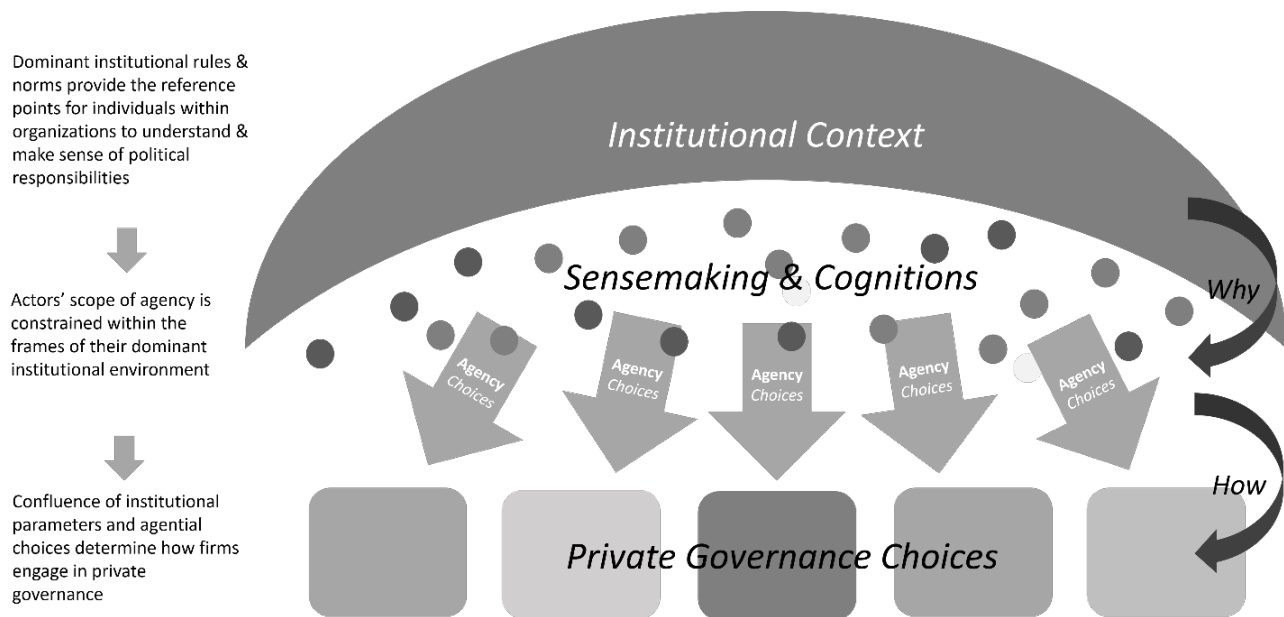 Dominant institutional rules &
norms provide the reference
points for individuals within
organizations to understand &
make sense of political
responsibilities
Actors’ scope of agency is
constrained within the
frames of their dominant
institutional environment
Confluence of institutional
parameters and agential
choices determine how firms
engage in private
governance
Institutional Context
Sensemaking & Cognitions
Why
Agency
Choices
Agency
Choices
Agency
Choices
Agency
Choices
Agency
Choices
How
Private Governance Choices